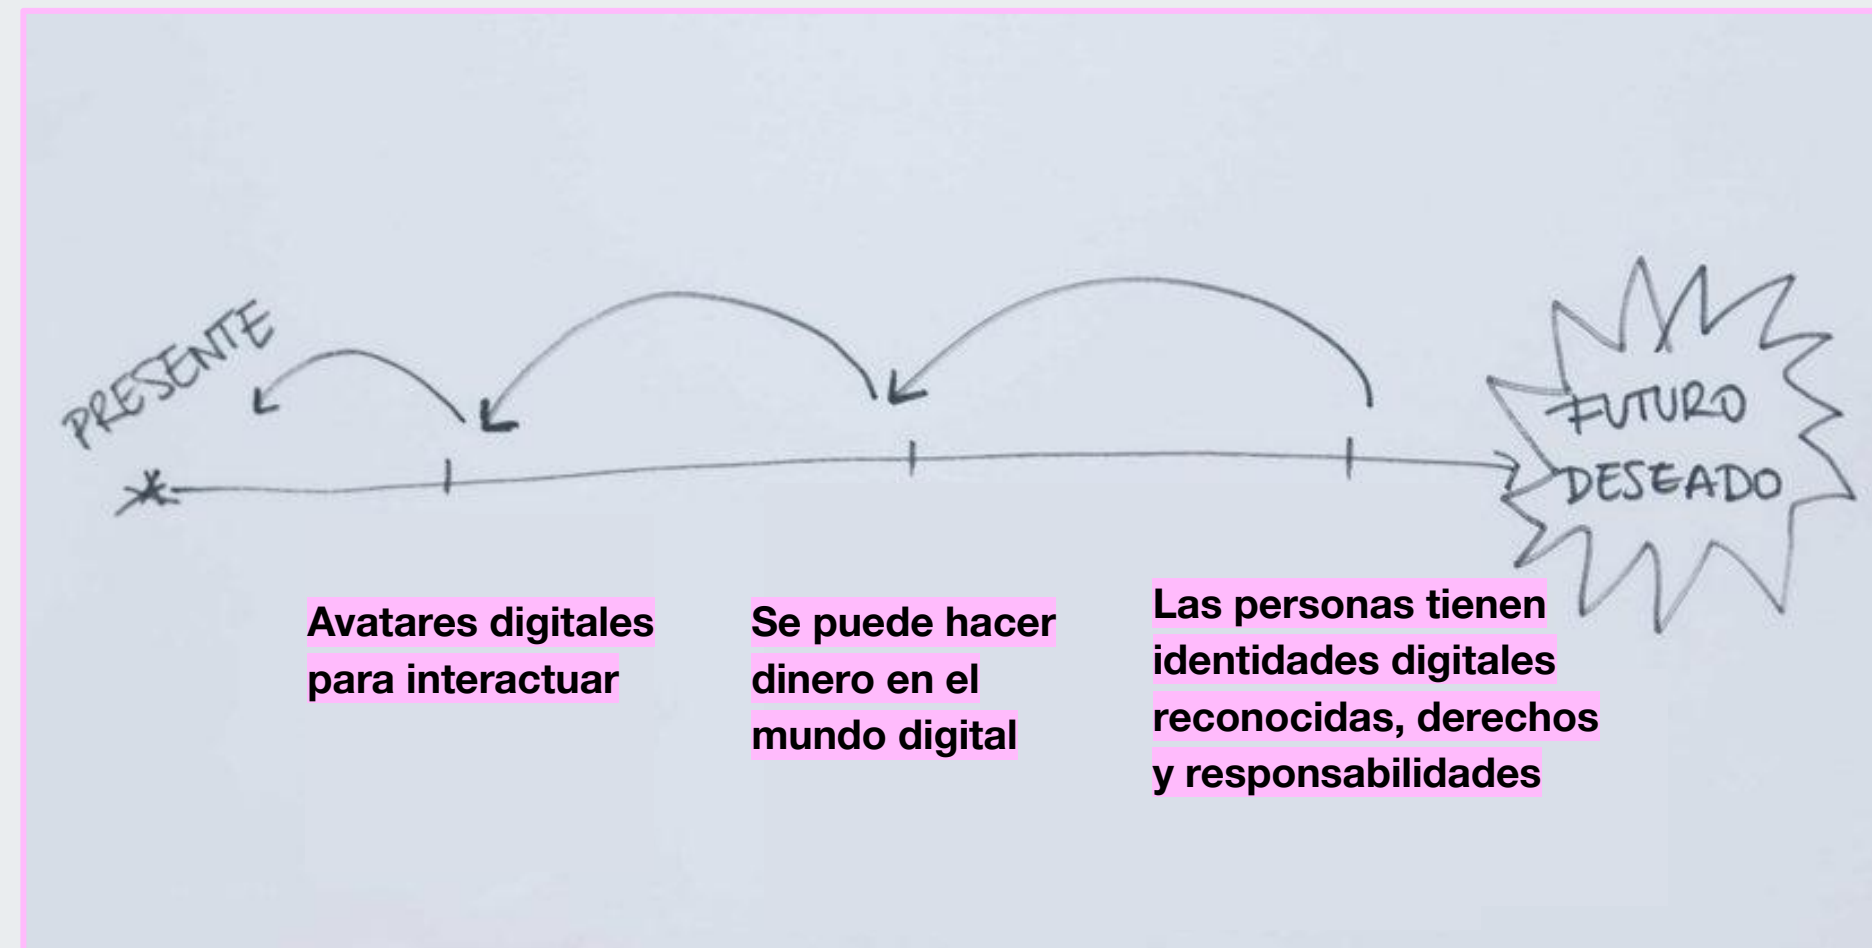 PRESENTE
FUTURO
DESEADO
Avatares digitales
para interactuar
Se puede hacer
dinero en el
mundo digital
Las personas tienen
identidades digitales
reconocidas, derechos
y responsabilidades